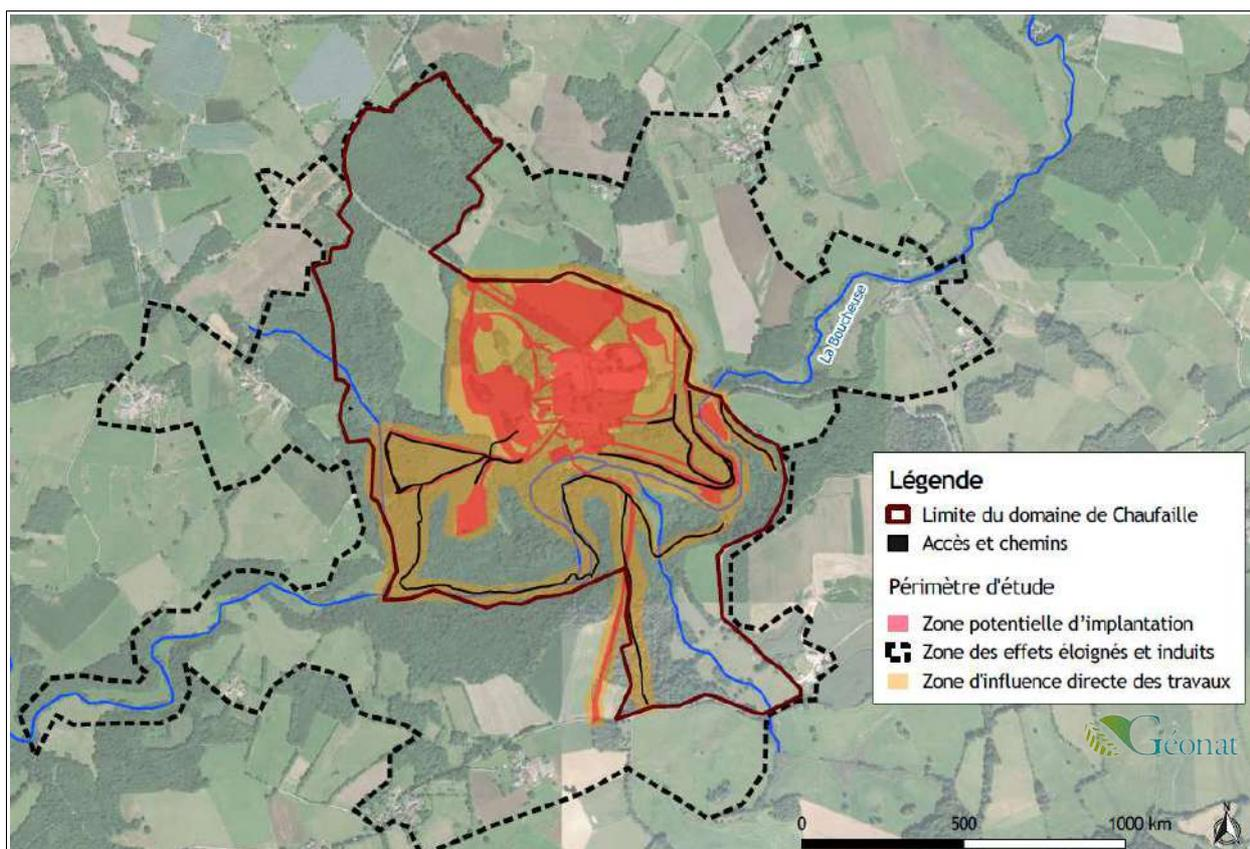 La Boucheuse
Légende
Limite du domaine de Chaufaille
Accès et chemins
Périmètre d'étude
Zone potentielle d'implantation
Zone des effets éloignés et induits
Zone d'influence directe des travaux
Géonat
0 500 1000 km
N